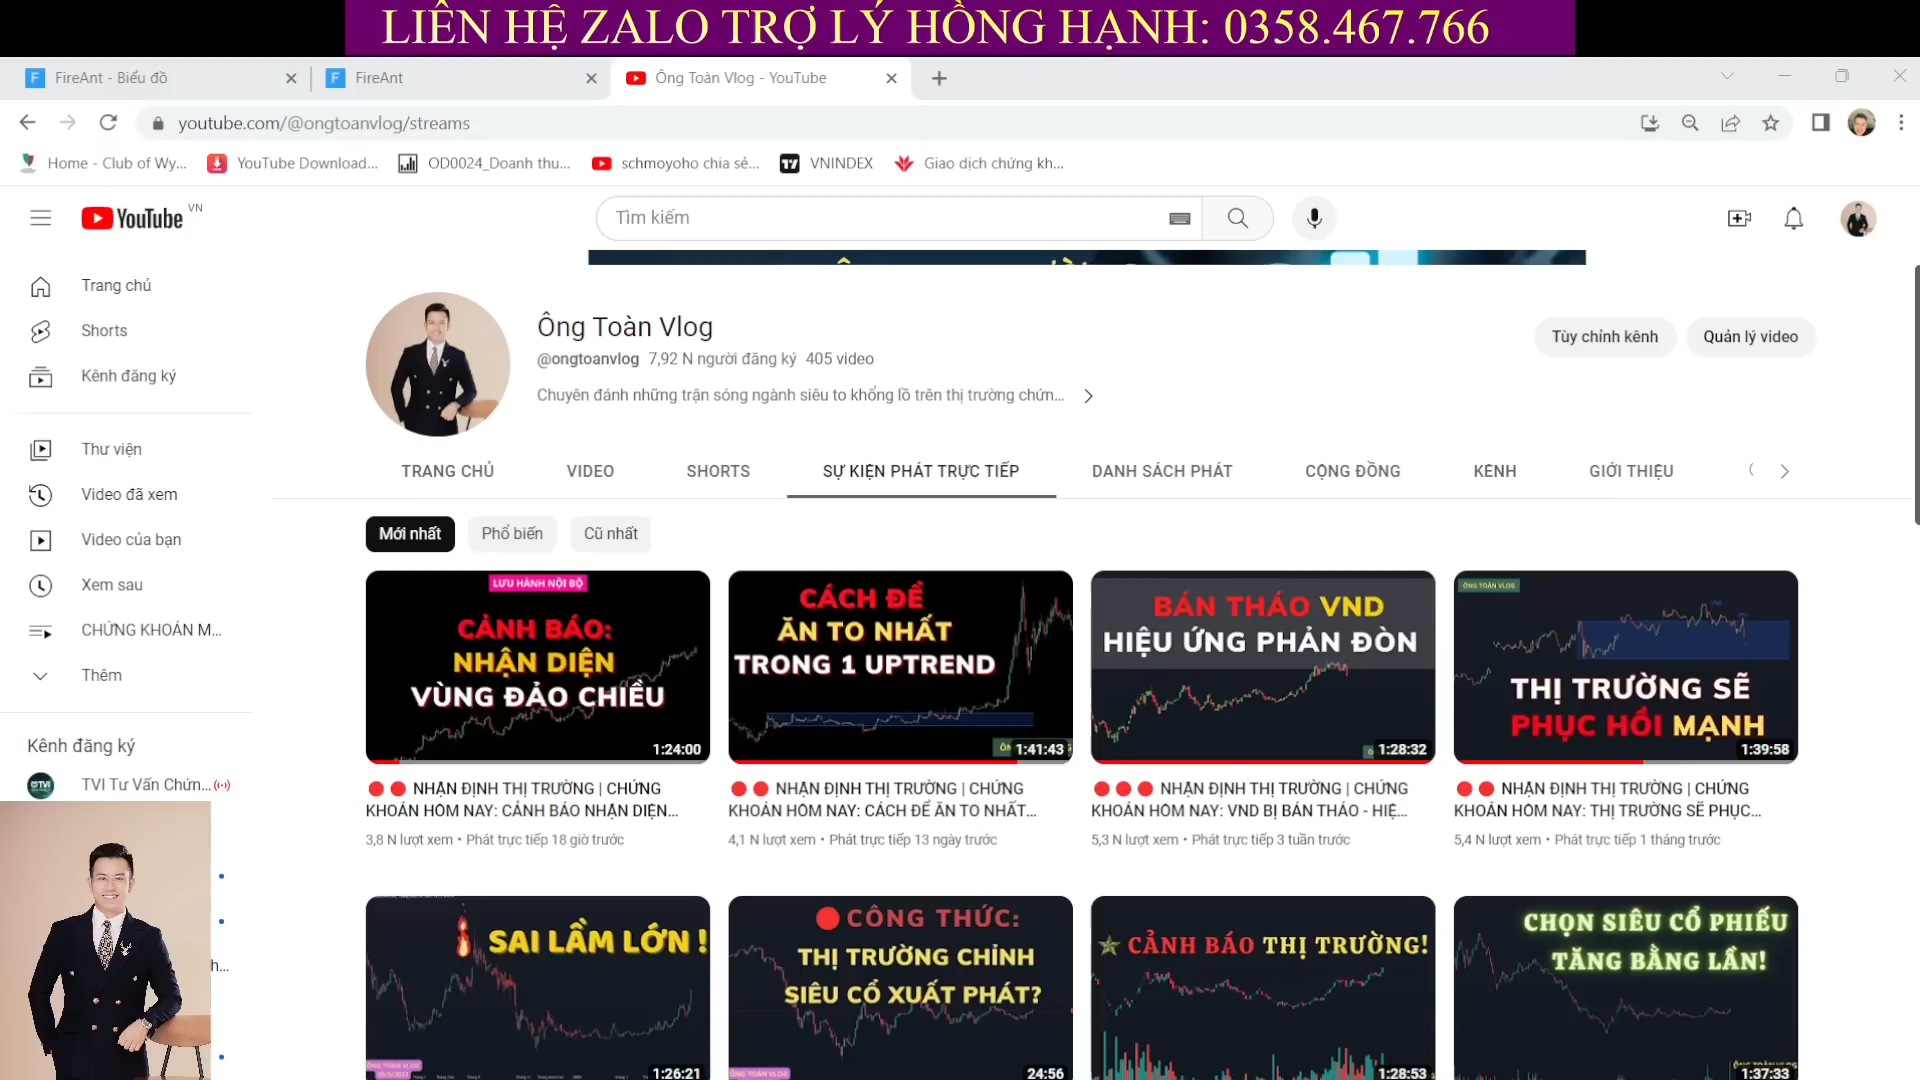 LIÊN HỆ ZALO TRỢ LÝ HỒNG HẠNH: 0358.467.766
FireAnt - Biểu đồ
FireAnt
Ông Toàn Vlog - YouTube
youtube.com/@ongtoanvlog/streams
Home - Club of Wy...
YouTube Download...
OD0024_Doanh thu...
schmoyoho chia sẻ...
VNINDEX
Giao dịch chứng kh...
YouTube VN
Tìm kiếm
Trang chủ
Shorts
Kênh đăng ký
Thư viện
Video đã xem
Video của bạn
Xem sau
CHỨNG KHOÁN M...
Thêm
Kênh đăng ký
TVI Tư Vấn Chứn...
h...
Ông Toàn Vlog
@ongtoanvlog 7,92 N người đăng ký 405 video
Chuyên đánh những trận sóng ngành siêu to khổng lồ trên thị trường chứn...
Tùy chỉnh kênh
Quản lý video
TRANG CHỦ
VIDEO
SHORTS
SỰ KIỆN PHÁT TRỰC TIẾP
DANH SÁCH PHÁT
CỘNG ĐỒNG
KÊNH
GIỚI THIỆU
Mới nhất
Phổ biến
Cũ nhất
LƯU HÀNH NỘI BỘ
CẢNH BÁO:
NHẬN DIỆN
VÙNG ĐẢO CHIỀU
1:24:00
NHẬN ĐỊNH THỊ TRƯỜNG | CHỨNG
KHOÁN HÔM NAY: CẢNH BÁO NHẬN DIỆN...
3,8 N lượt xem • Phát trực tiếp 18 giờ trước
CÁCH ĐỂ
ĂN TO NHẤT
TRONG 1 UPTREND
1:41:43
NHẬN ĐỊNH THỊ TRƯỜNG | CHỨNG
KHOÁN HÔM NAY: CÁCH ĐỂ ĂN TO NHẤT...
4,1 N lượt xem • Phát trực tiếp 13 ngày trước
BÁN THÁO VND
HIỆU ỨNG PHẢN ĐÒN
1:28:32
NHẬN ĐỊNH THỊ TRƯỜNG | CHỨNG
KHOÁN HÔM NAY: VND BỊ BÁN THÁO - HIỆ...
5,3 N lượt xem • Phát trực tiếp 3 tuần trước
ÔNG TOÀN VLOG
THỊ TRƯỜNG SẼ
PHỤC HỒI MẠNH
1:39:58
NHẬN ĐỊNH THỊ TRƯỜNG | CHỨNG
KHOÁN HÔM NAY: THỊ TRƯỜNG SẼ PHỤC...
5,4 N lượt xem • Phát trực tiếp 1 tháng trước
SAI LẦM LỚN !
ÔNG TOÀN VLOG
1:26:21
CÔNG THỨC:
THỊ TRƯỜNG CHỈNH
SIÊU CỔ XUẤT PHÁT?
ÔNG TOÀN VLOG
24:56
CẢNH BÁO THỊ TRƯỜNG!
1:28:53
CHỌN SIÊU CỔ PHIẾU
TĂNG BẰNG LẦN!
ÔNG TOÀN VLOG
1:37:33